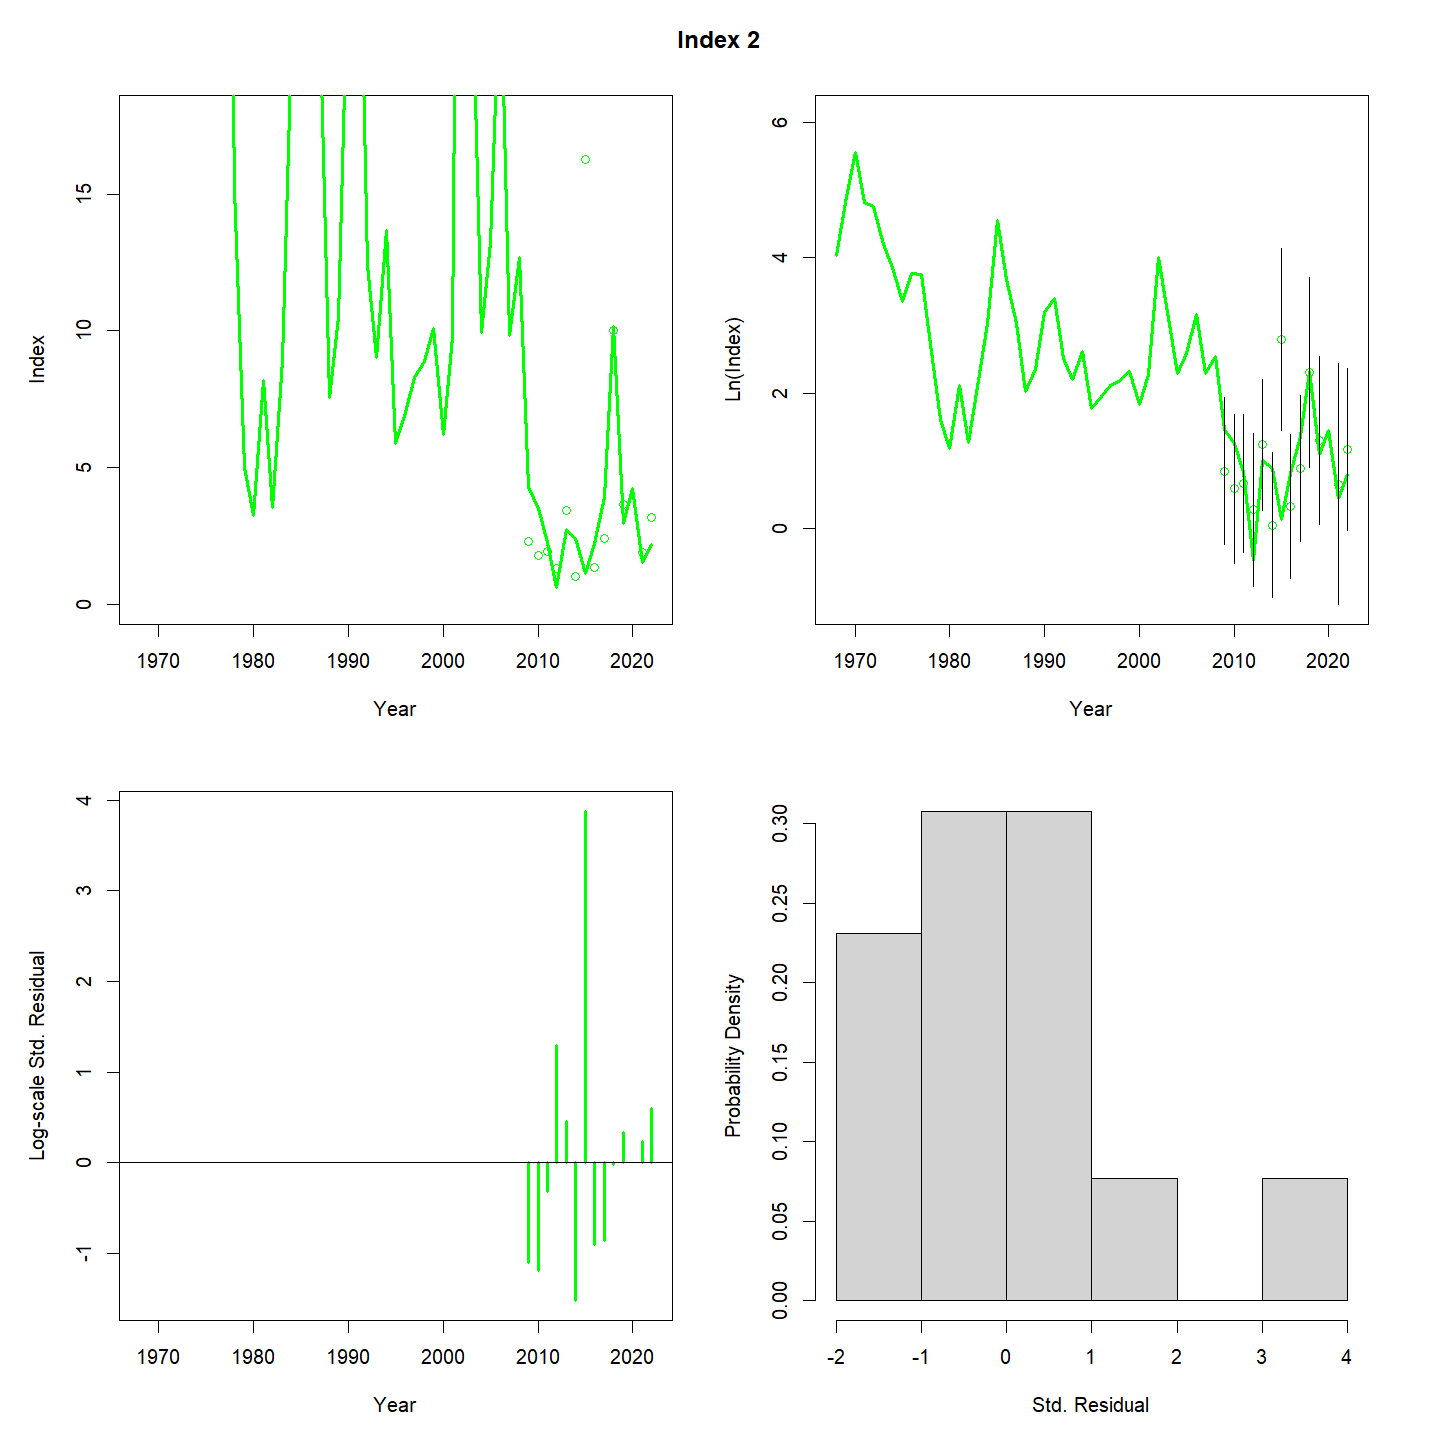 Index 2
Index
0
5
10
15
1970 1980 1990 2000 2010 2020
Year
Ln(Index)
0
2
4
6
1970 1980 1990 2000 2010 2020
Year
Log-scale Std. Residual
-1
0
1
2
3
4
1970 1980 1990 2000 2010 2020
Year
Probability Density
0.00
0.05
0.10
0.15
0.20
0.25
0.30
-2 -1 0 1 2 3 4
Std. Residual